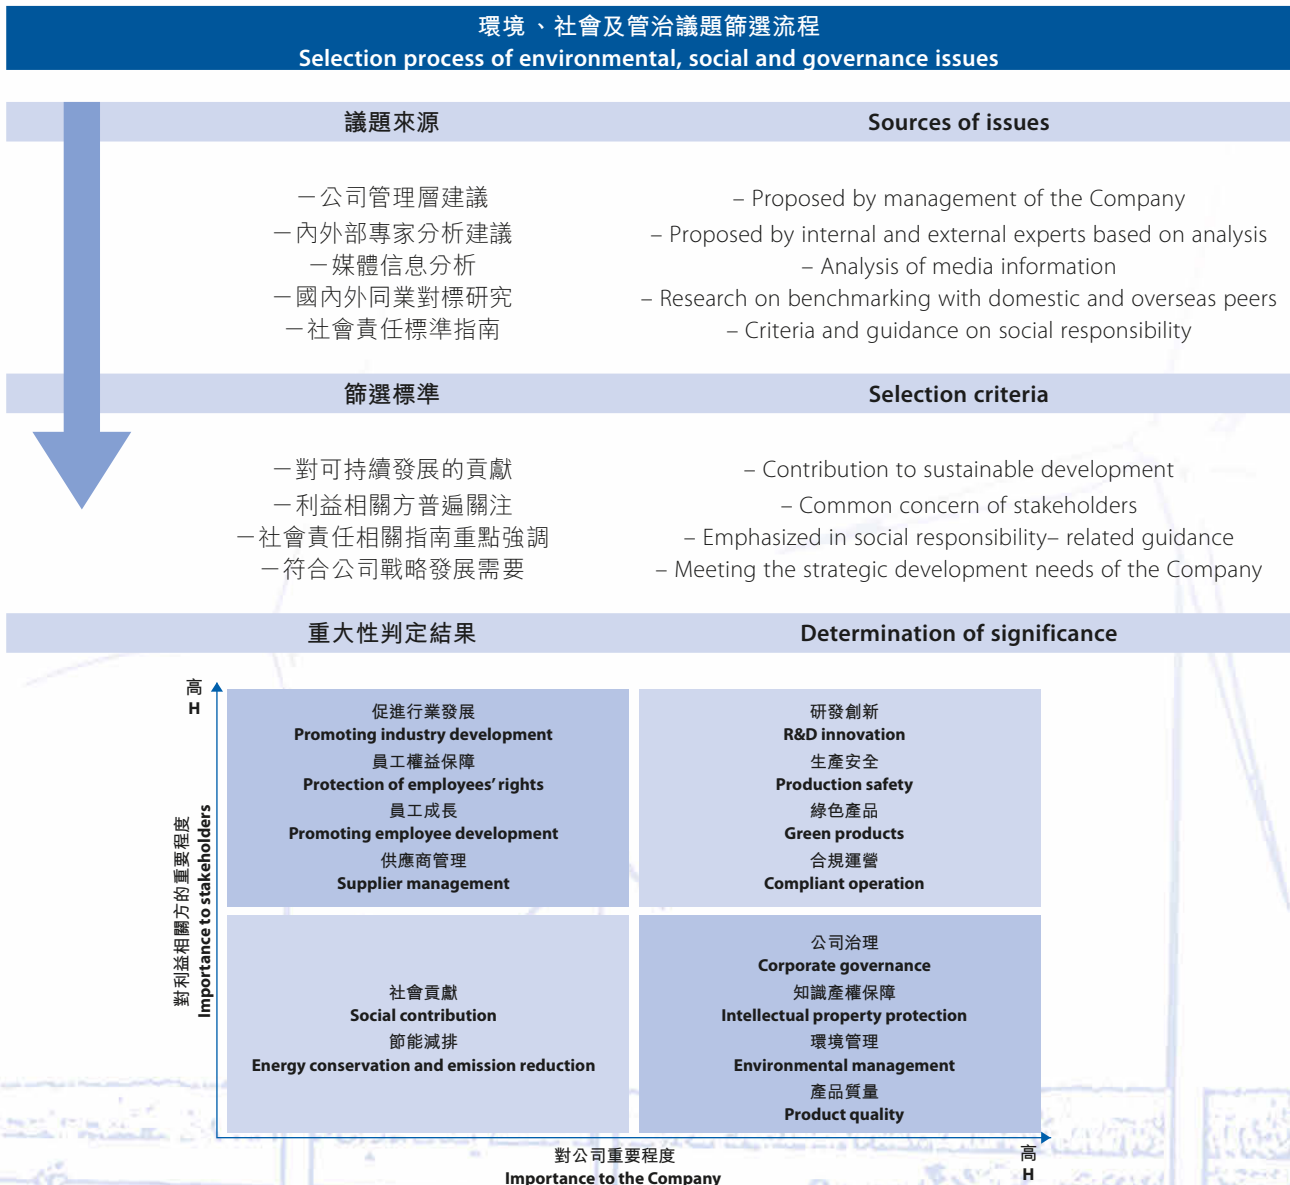 環境、社會及管治議題篩選流程
Selection process of environmental, social and governance issues
議題來源
Sources of issues
－公司管理層建議
– Proposed by management of the Company
－內外部專家分析建議
– Proposed by internal and external experts based on analysis
－媒體信息分析
– Analysis of media information
－國內外同業對標研究
– Research on benchmarking with domestic and overseas peers
－社會責任標準指南
– Criteria and guidance on social responsibility
篩選標準
Selection criteria
－對可持續發展的貢獻
– Contribution to sustainable development
－利益相關方普遍關注
– Common concern of stakeholders
－社會責任相關指南重點強調
– Emphasized in social responsibility– related guidance
－符合公司戰略發展需要
– Meeting the strategic development needs of the Company
重大性判定結果
Determination of significance
高
H
對利益相關方的重要程度
Importance to stakeholders
促進行業發展
Promoting industry development
員工權益保障
Protection of employees' rights
員工成長
Promoting employee development
供應商管理
Supplier management
研發創新
R&D innovation
生產安全
Production safety
綠色產品
Green products
合規運營
Compliant operation
社會貢獻
Social contribution
節能減排
Energy conservation and emission reduction
公司治理
Corporate governance
知識產權保障
Intellectual property protection
環境管理
Environmental management
產品質量
Product quality
對公司重要程度
Importance to the Company
高
H